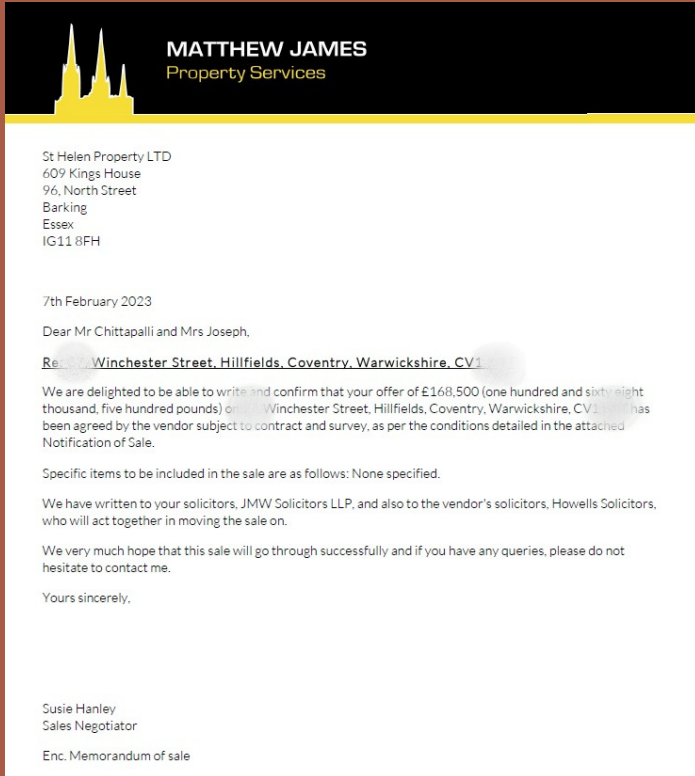 MATTHEW JAMES
Property Services
St Helen Property LTD
609 Kings House
96, North Street
Barking
Essex
IG11 8FH
7th February 2023
Dear Mr Chittapalli and Mrs Joseph,
Re: Winchester Street, Hillfields, Coventry, Warwickshire, CV1
We are delighted to be able to write and confirm that your offer of £168,500 (one hundred and sixty eight
thousand, five hundred pounds) Winchester Street, Hillfields, Coventry, Warwickshire, CV1 has
been agreed by the vendor subject to contract and survey, as per the conditions detailed in the attached
Notification of Sale.
Specific items to be included in the sale are as follows: None specified.
We have written to your solicitors, JMW Solicitors LLP, and also to the vendor's solicitors, Howells Solicitors,
who will act together in moving the sale on.
We very much hope that this sale will go through successfully and if you have any queries, please do not
hesitate to contact me.
Yours sincerely,
Susie Hanley
Sales Negotiator
Enc. Memorandum of sale